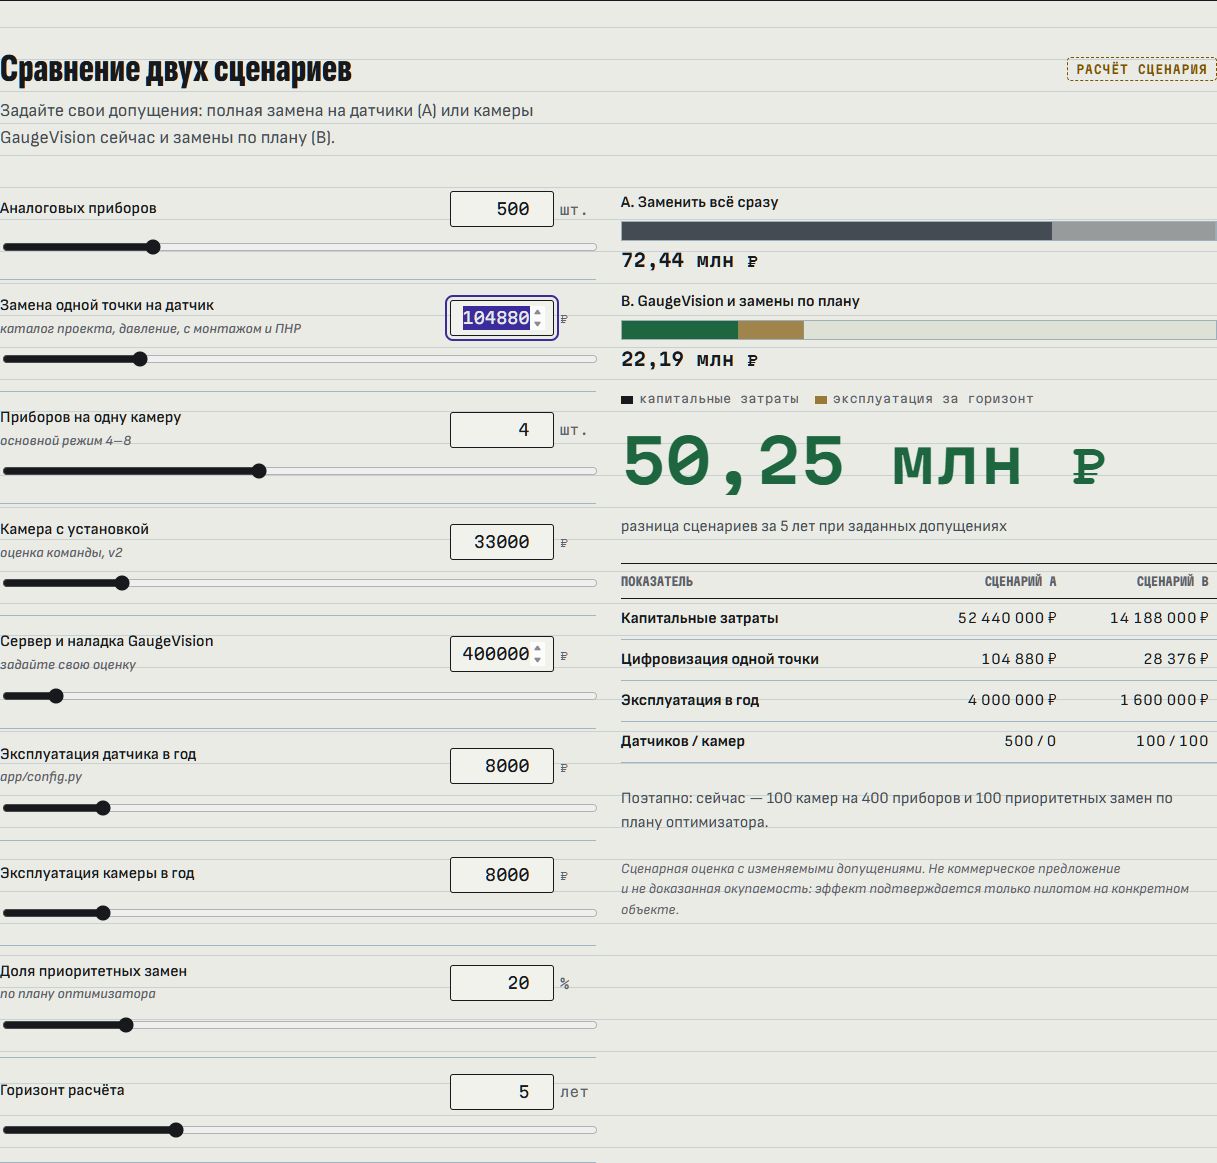 Сравнение двух сценариев
РАСЧЁТ СЦЕНАРИЯ
Задайте свои допущения: полная замена на датчики (А) или камеры
GaugeVision сейчас и замены по плану (В).
Аналоговых приборов
500 шт.
Замена одной точки на датчик
каталог проекта, давление, с монтажом и ПНР
104880 ₽
Приборов на одну камеру
основной режим 4–8
4 шт.
Камера с установкой
оценка команды, v2
33000 ₽
Сервер и наладка GaugeVision
задайте свою оценку
400000 ₽
Эксплуатация датчика в год
app/config.py
8000 ₽
Эксплуатация камеры в год
8000 ₽
Доля приоритетных замен
по плану оптимизатора
20 %
Горизонт расчёта
5 лет
А. Заменить всё сразу
72,44 млн ₽
В. GaugeVision и замены по плану
22,19 млн ₽
капитальные затраты эксплуатация за горизонт
50,25 млн ₽
разница сценариев за 5 лет при заданных допущениях
ПОКАЗАТЕЛЬ СЦЕНАРИЙ А СЦЕНАРИЙ В
Капитальные затраты 52 440 000 ₽ 14 188 000 ₽
Цифровизация одной точки 104 880 ₽ 28 376 ₽
Эксплуатация в год 4 000 000 ₽ 1 600 000 ₽
Датчиков / камер 500 / 0 100 / 100
Поэтапно: сейчас — 100 камер на 400 приборов и 100 приоритетных замен по
плану оптимизатора.
Сценарная оценка с изменяемыми допущениями. Не коммерческое предложение
и не доказанная окупаемость: эффект подтверждается только пилотом на конкретном
объекте.